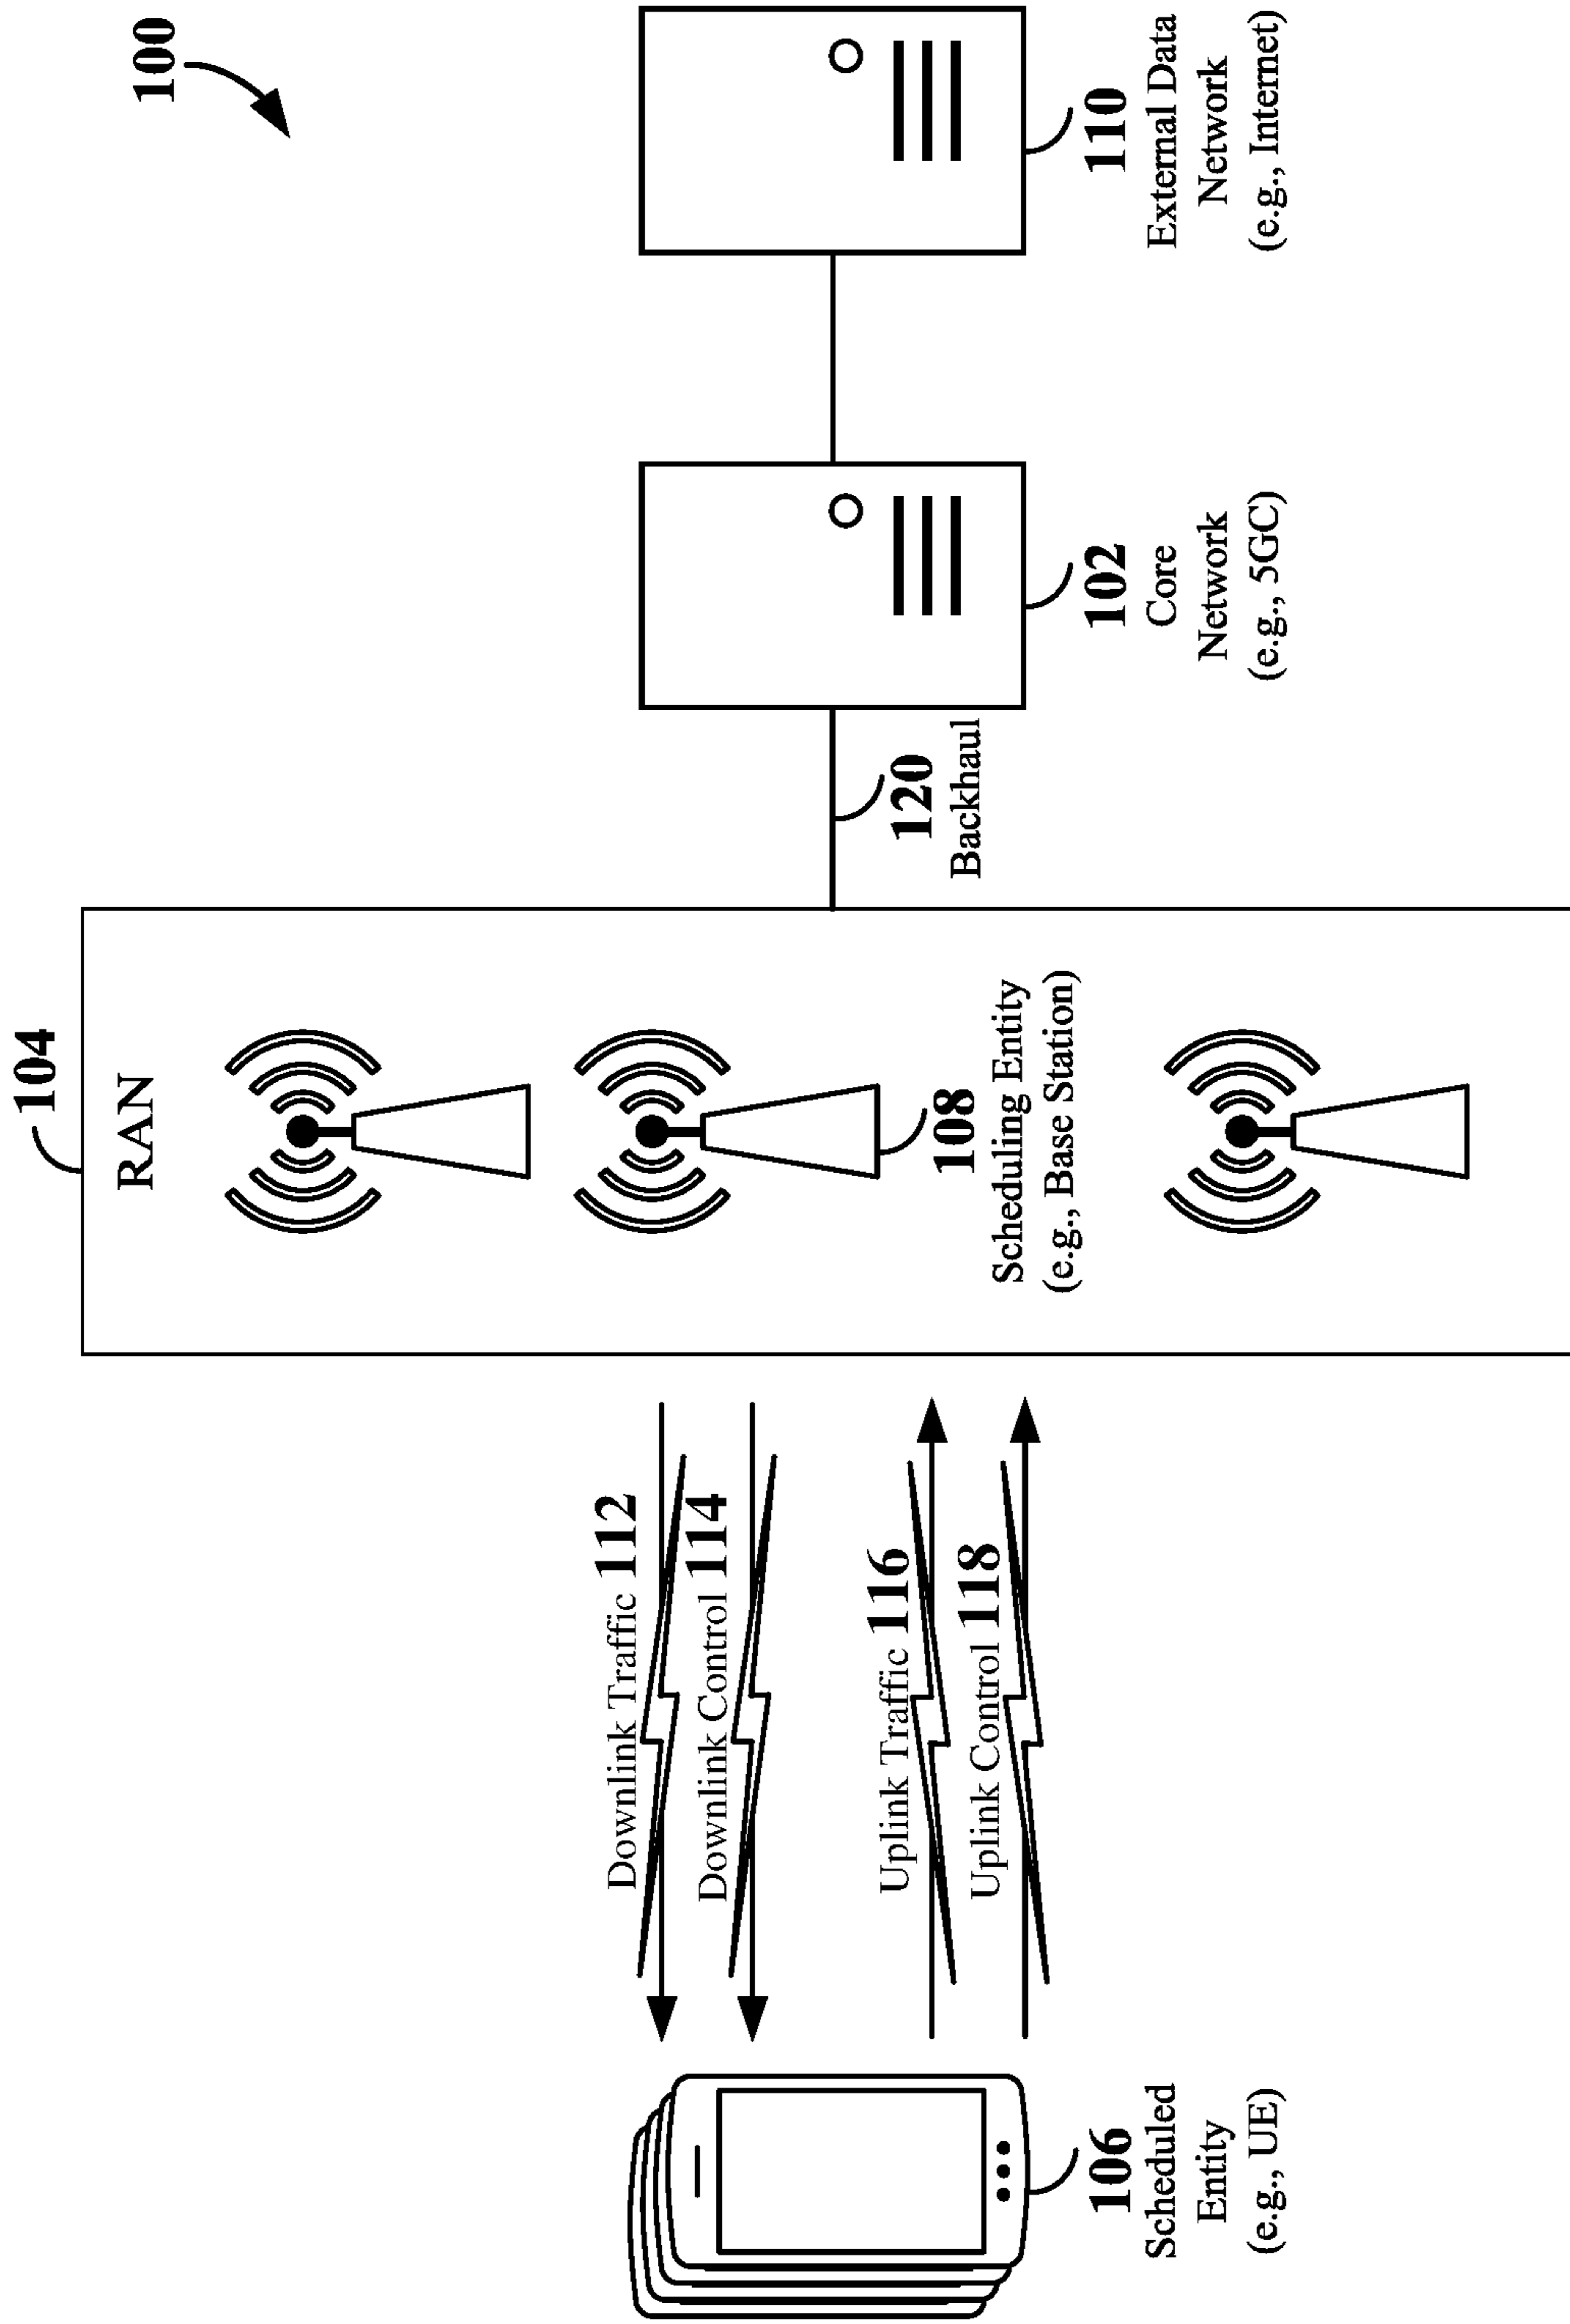 100
104
RAN
Downlink Traffic 112
Downlink Control 114
Uplink Traffic 116
Uplink Control 118
108
Scheduling Entity
(e.g., Base Station)
120
Backhaul
106
Scheduled
Entity
(e.g., UE)
102
Core
Network
(e.g., 5GC)
110
External Data
Network
(e.g., Internet)